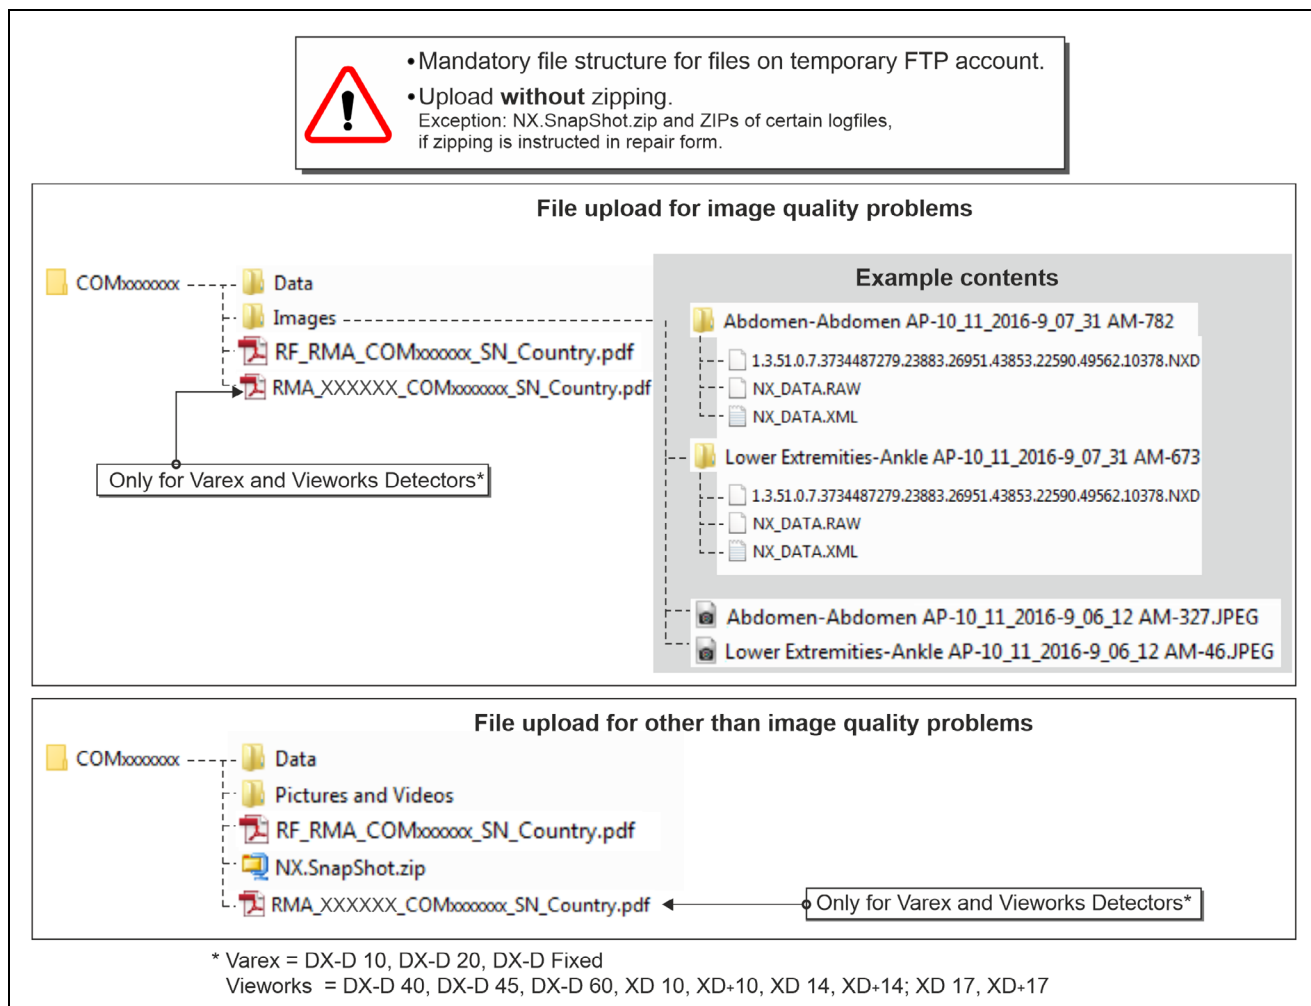 •Mandatory file structure for files on temporary FTP account.
•Upload without zipping.
Exception: NX.SnapShot.zip and ZIPs of certain logfiles,
if zipping is instructed in repair form.
File upload for image quality problems
COMxxxxxxx
Data
Images
RF_RMA_COMxxxxxx_SN_Country.pdf
RMA_XXXXXX_COMxxxxxxx_SN_Country.pdf
Only for Varex and Vieworks Detectors*
Example contents
Abdomen-Abdomen AP-10_11_2016-9_07_31 AM-782
1.3.51.0.7.3734487279.23883.26951.43853.22590.49562.10378.NXD
NX_DATA.RAW
NX_DATA.XML
Lower Extremities-Ankle AP-10_11_2016-9_07_31 AM-673
1.3.51.0.7.3734487279.23883.26951.43853.22590.49562.10378.NXD
NX_DATA.RAW
NX_DATA.XML
Abdomen-Abdomen AP-10_11_2016-9_06_12 AM-327.JPEG
Lower Extremities-Ankle AP-10_11_2016-9_06_12 AM-46.JPEG
File upload for other than image quality problems
COMxxxxxxx
Data
Pictures and Videos
RF_RMA_COMxxxxxx_SN_Country.pdf
NX.SnapShot.zip
RMA_XXXXXX_COMxxxxxxx_SN_Country.pdf
Only for Varex and Vieworks Detectors*
* Varex = DX-D 10, DX-D 20, DX-D Fixed
Vieworks = DX-D 40, DX-D 45, DX-D 60, XD 10, XD+10, XD 14, XD+14; XD 17, XD+17